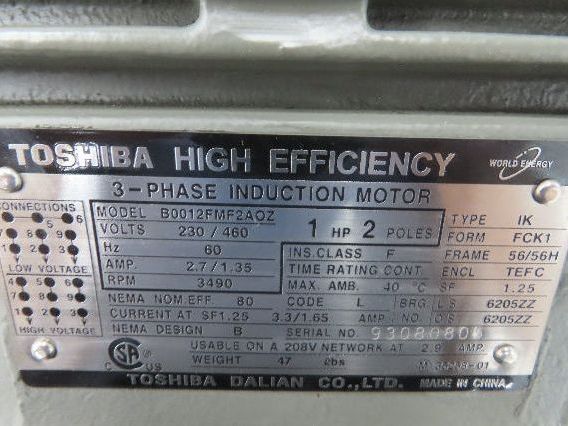 TOSHIBA HIGH EFFICIENCY WORLD ENERGY
3-PHASE INDUCTION MOTOR
CONNECTIONS
LOW VOLTAGE
HIGH VOLTAGE
MODEL B0012FMF2AOZ
VOLTS 230 / 460
Hz 60
AMP. 2.7/1.35
RPM 3490
1 HP 2 POLES
TYPE IK
FORM FCK1
INS.CLASS F FRAME 56/56H
TIME RATING CONT. ENCL TEFC
MAX. AMB. 40 °C SF 1.25
NEMA NOM.EFF. 80 CODE L BRG L S 6205ZZ
CURRENT AT SF1.25 3.3/1.65 AMP NO. O S 6205ZZ
NEMA DESIGN B SERIAL NO
USABLE ON A 208V NETWORK AT 2.9 AMP.
WEIGHT 47 lbs
C US
TOSHIBA DALIAN CO.,LTD. MADE IN CHINA